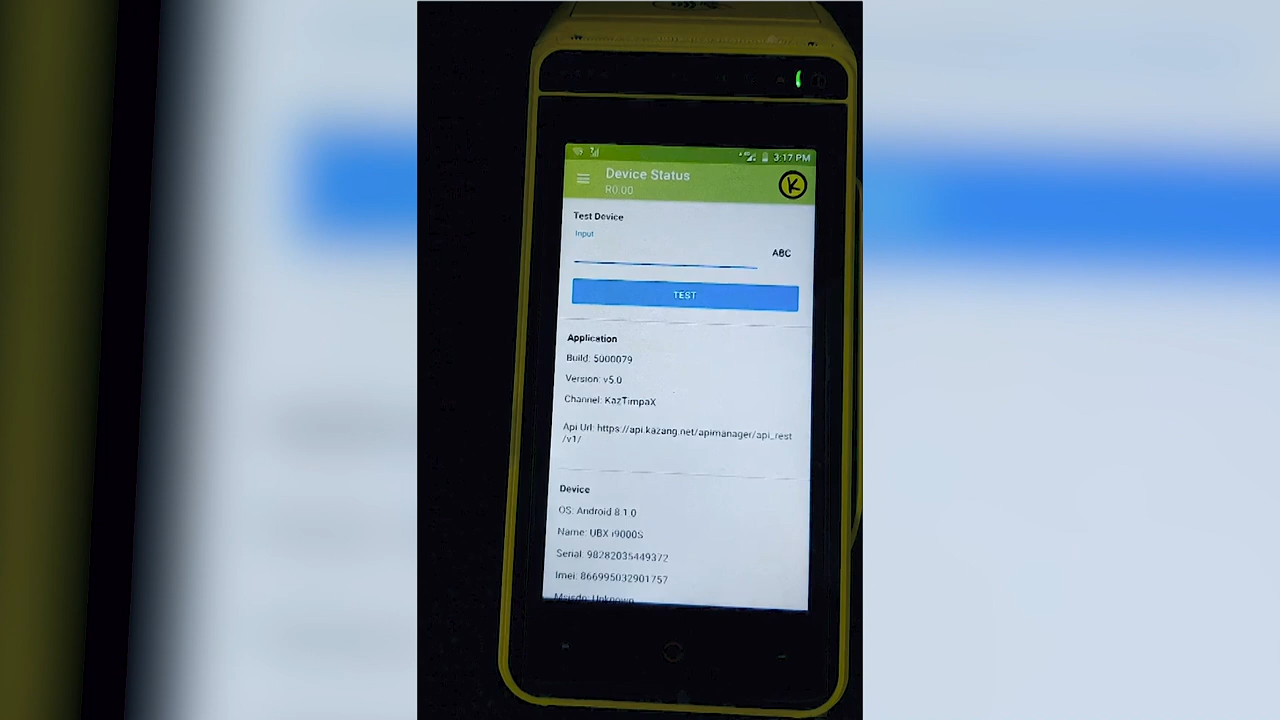 3:17 PM
Device Status
R0.00
K
Test Device
Input
ABC
TEST
Application
Build: 5000079
Version: v5.0
Channel: KazTimpaX
Api Url: https://api.kazang.net/apimanager/api_rest
/v1/
Device
OS: Android 8.1.0
Name: UBX i9000S
Serial: 98282035449372
Imei: 866995032901757
Msisdn: Unknown